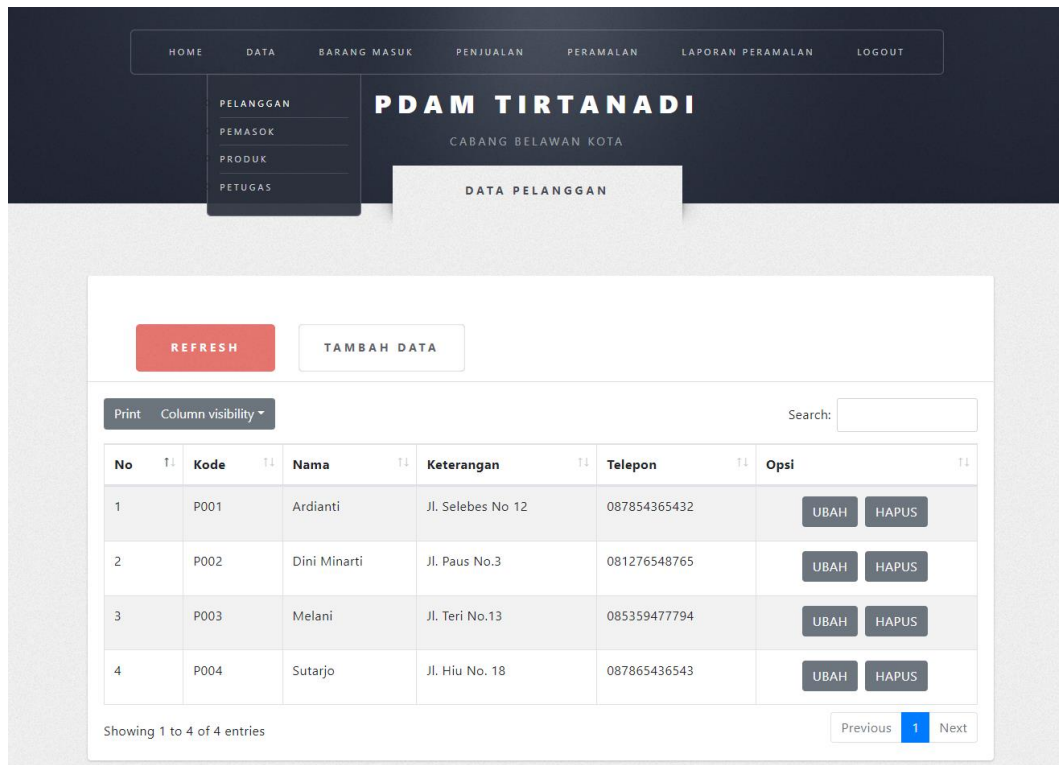 HOME DATA BARANG MASUK PENJUALAN PERAMALAN LAPORAN PERAMALAN LOGOUT
PELANGGAN
PEMASOK
PRODUK
PETUGAS
PDAM TIRTANADI
CABANG BELAWAN KOTA
DATA PELANGGAN
REFRESH TAMBAH DATA
Print Column visibility Search:
No Kode Nama Keterangan Telepon Opsi
1 P001 Ardianti Jl. Selebes No 12 087854365432 UBAH HAPUS
2 P002 Dini Minarti Jl. Paus No.3 081276548765 UBAH HAPUS
3 P003 Melani Jl. Teri No.13 085359477794 UBAH HAPUS
4 P004 Sutarjo Jl. Hiu No. 18 087865436543 UBAH HAPUS
Showing 1 to 4 of 4 entries Previous 1 Next